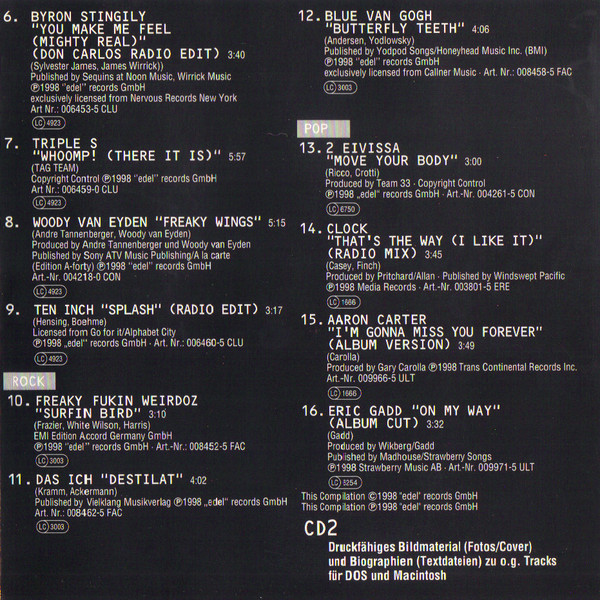 6. BYRON STINGILY
"YOU MAKE ME FEEL
(MIGHTY REAL)"
(DON CARLOS RADIO EDIT) 3:40
(Sylvester James, James Wirrick))
Published by Sequins at Noon Music, Wirrick Music
℗1998 "edel" records GmbH
exclusively licensed from Nervous Records New York
Art Nr.: 006453-5 CLU
LC 4923
7. TRIPLE S
"WHOOMP! (THERE IT IS)" 5:57
(TAG TEAM)
Copyright Control ℗1998 "edel" records GmbH
Art Nr.: 006459-0 CLU
LC 4923
8. WOODY VAN EYDEN "FREAKY WINGS" 5:15
(Andre Tannenberger, Woody van Eyden)
Produced by Andre Tannenberger und Woody van Eyden
Published by Sony ATV Music Publishing/A la carte
(Edition A-forty) ℗1998 "edel" records GmbH
Art.-Nr. 004218-0 CON
LC 4923
9. TEN INCH "SPLASH" (RADIO EDIT) 3:17
(Hensing, Boehme)
Licensed from Go for it/Alphabet City
℗1998 „edel" records GmbH · Art. Nr.: 006460-5 CLU
LC 4923
ROCK
10. FREAKY FUKIN WEIRDOZ
"SURFIN BIRD" 3:10
(Frazier, White Wilson, Harris)
EMI Edition Accord Germany GmbH
℗1998 "edel" records GmbH · Art. Nr.: 008452-5 FAC
LC 3003
11. DAS ICH "DESTILAT" 4:02
(Kramm, Ackermann)
Published by Vielklang Musikverlag ℗1998 „edel" records GmbH
Art. Nr.: 008462-5 FAC
LC 3003
12. BLUE VAN GOGH
"BUTTERFLY TEETH" 4:06
(Andersen, Yodlowsky)
Published by Yodpod Songs/Honeyhead Music Inc. (BMI)
℗1998 "edel" records GmbH
exclusively licensed from Callner Music · Art. Nr.: 008458-5 FAC
LC 3003
POP
13. 2 EIVISSA
"MOVE YOUR BODY" 3:00
(Ricco, Crotti)
Produced by Team 33 · Copyright Control
℗1998 „edel" records GmbH · Art.-Nr. 004261-5 CON
LC 6750
14. CLOCK
"THAT'S THE WAY (I LIKE IT)"
(RADIO MIX) 3:45
(Casey, Finch)
Produced by Pritchard/Allan · Published by Windswept Pacific
℗1998 Media Records · Art.-Nr. 003801-5 ERE
LC 1666
15. AARON CARTER
"I'M GONNA MISS YOU FOREVER"
(ALBUM VERSION) 3:49
(Carolla)
Produced by Gary Carolla ℗1998 Trans Continental Records Inc.
Art.-Nr. 009966-5 ULT
LC 1666
16. ERIC GADD "ON MY WAY"
(ALBUM CUT) 3:32
(Gadd)
Produced by Wikberg/Gadd
Published by Madhouse/Strawberry Songs
℗1998 Strawberry Music AB · Art.-Nr. 009971-5 ULT
LC 3254
This Compilation ©1998 "edel" records GmbH
This Compilation ℗1998 "edel" records GmbH
CD2
Druckfähiges Bildmaterial (Fotos/Cover)
und Biographien (Textdateien) zu o.g. Tracks
für DOS und Macintosh